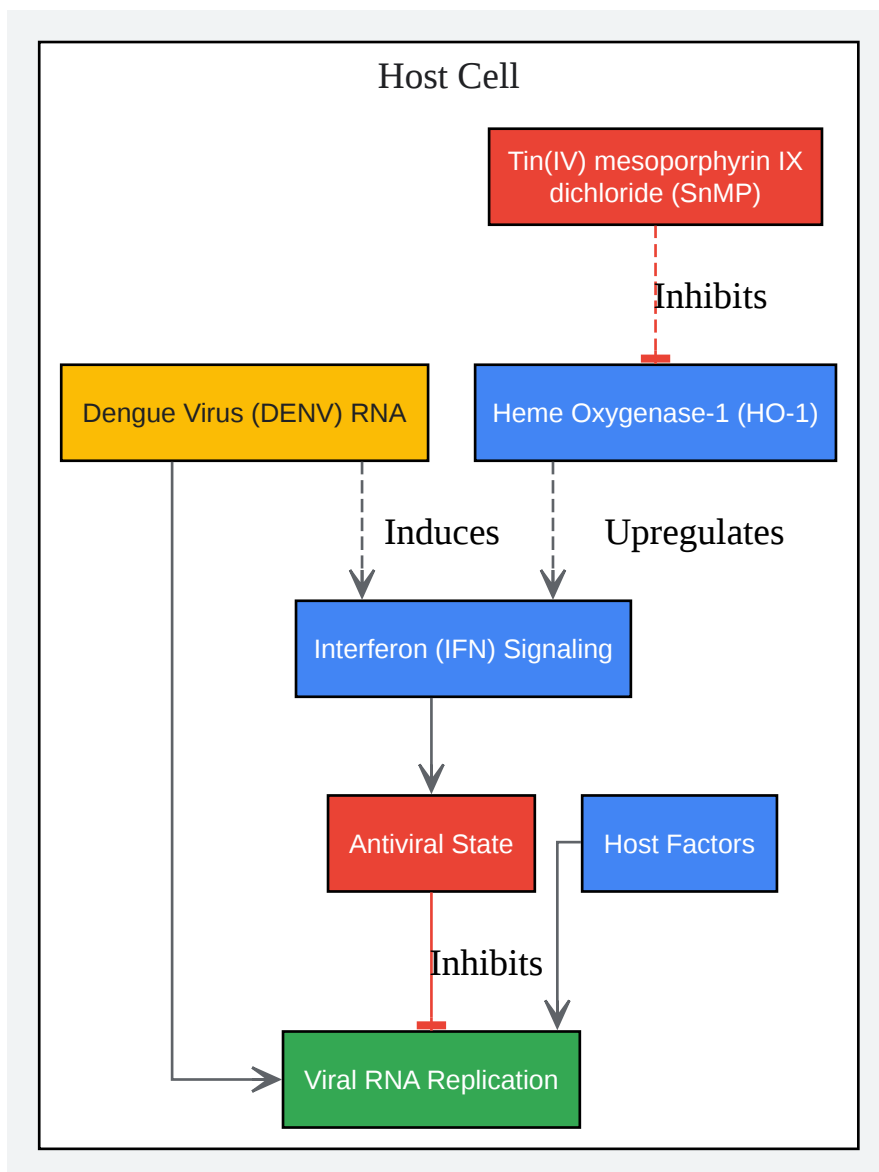 Host Cell
Tin(IV) mesoporphyrin IX
dichloride (SnMP)
Inhibits
Dengue Virus (DENV) RNA
Heme Oxygenase-1 (HO-1)
Induces
Upregulates
Interferon (IFN) Signaling
Antiviral State
Host Factors
Inhibits
Viral RNA Replication